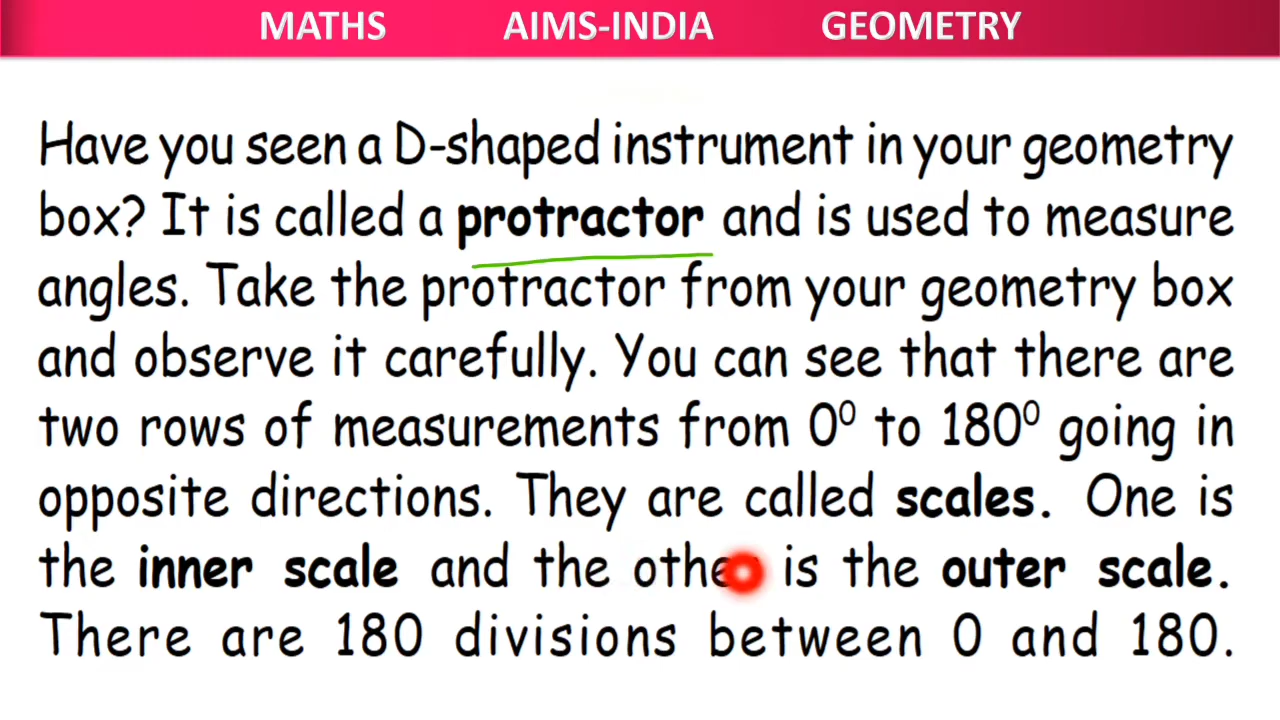 MATHS AIMS-INDIA GEOMETRY
Have you seen a D-shaped instrument in your geometry
box? It is called a protractor and is used to measure
angles. Take the protractor from your geometry box
and observe it carefully. You can see that there are
two rows of measurements from 0⁰ to 180⁰ going in
opposite directions. They are called scales. One is
the inner scale and the other is the outer scale.
There are 180 divisions between 0 and 180.